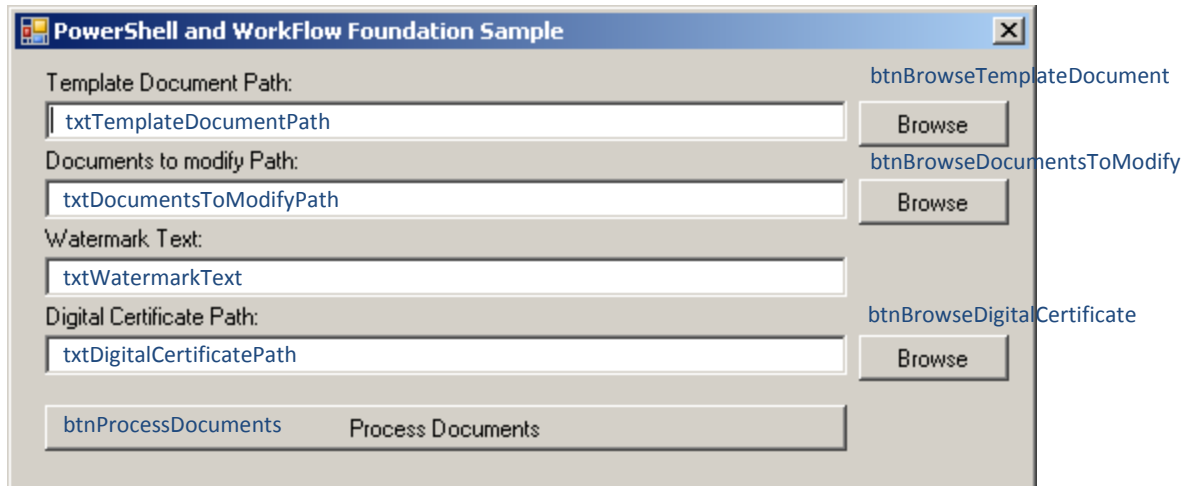 PowerShell and WorkFlow Foundation Sample
Template Document Path:
btnBrowseTemplateDocument
txtTemplateDocumentPath
Browse
Documents to modify Path:
btnBrowseDocumentsToModify
txtDocumentsToModifyPath
Browse
Watermark Text:
txtWatermarkText
Digital Certificate Path:
btnBrowseDigitalCertificate
txtDigitalCertificatePath
Browse
btnProcessDocuments Process Documents